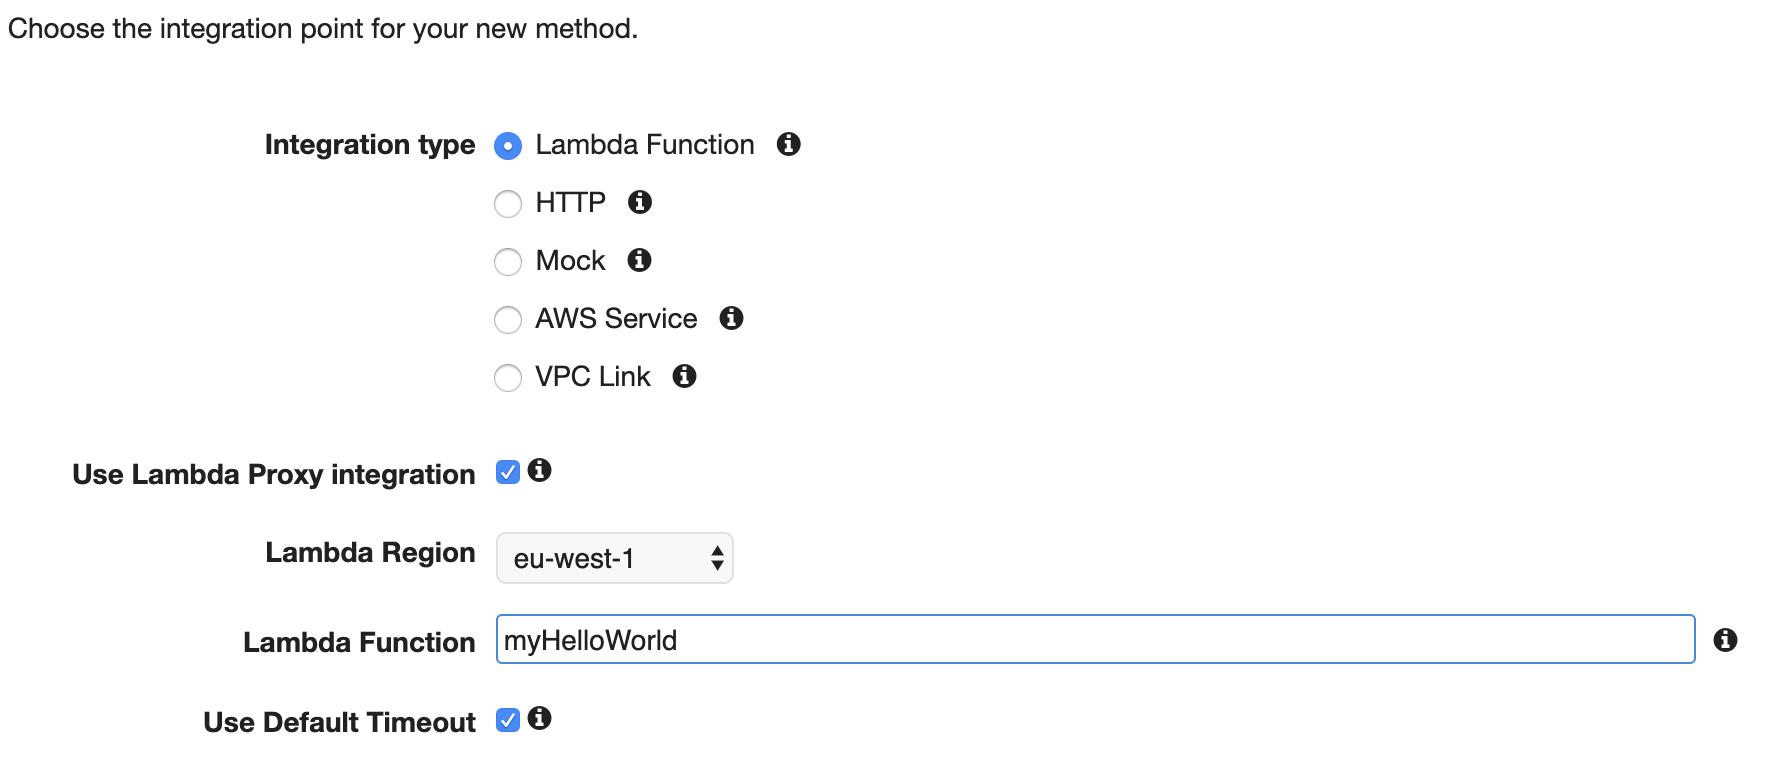 Choose the integration point for your new method.
Integration type Lambda Function
HTTP
Mock
AWS Service
VPC Link
Use Lambda Proxy integration
Lambda Region eu-west-1
Lambda Function myHelloWorld
Use Default Timeout